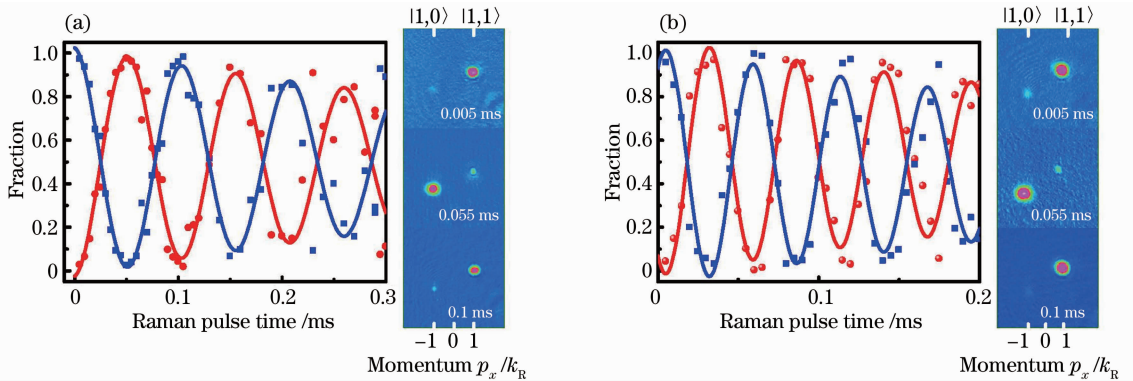 (a)
|1,0⟩ |1,1⟩
1.0
0.8
0.6
0.4
0.2
0
Fraction
0 0.1 0.2 0.3
Raman pulse time /ms
0.005 ms
0.055 ms
0.1 ms
−1 0 1
Momentum pₓ/k_R
(b)
|1,0⟩ |1,1⟩
1.0
0.8
0.6
0.4
0.2
0
Fraction
0 0.1 0.2
Raman pulse time /ms
0.005 ms
0.055 ms
0.1 ms
−1 0 1
Momentum pₓ/k_R